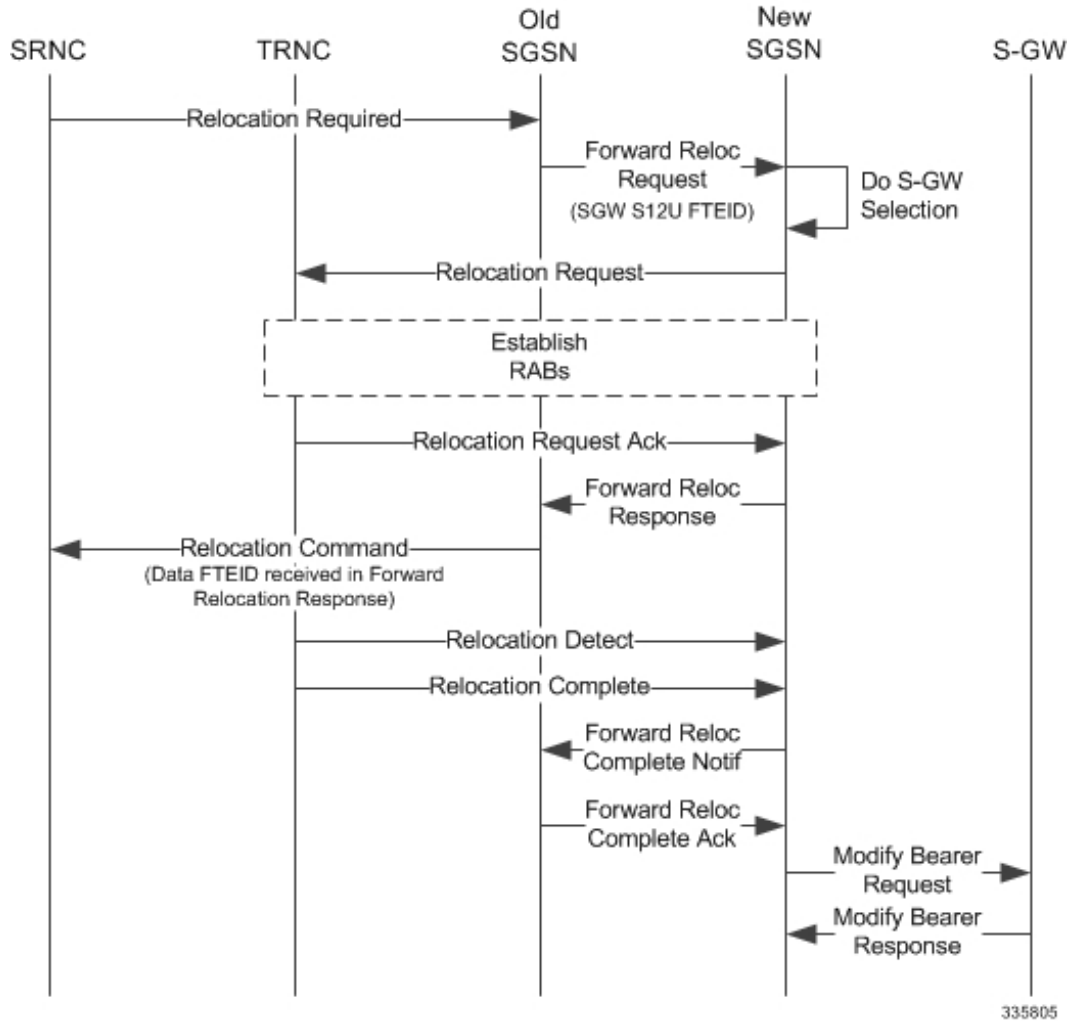 SRNC
TRNC
Old
SGSN
New
SGSN
S-GW
Relocation Required
Forward Reloc
Request
(SGW S12U FTEID)
Do S-GW
Selection
Relocation Request
Establish
RABs
Relocation Request Ack
Forward Reloc
Response
Relocation Command
(Data FTEID received in Forward
Relocation Response)
Relocation Detect
Relocation Complete
Forward Reloc
Complete Notif
Forward Reloc
Complete Ack
Modify Bearer
Request
Modify Bearer
Response
335805